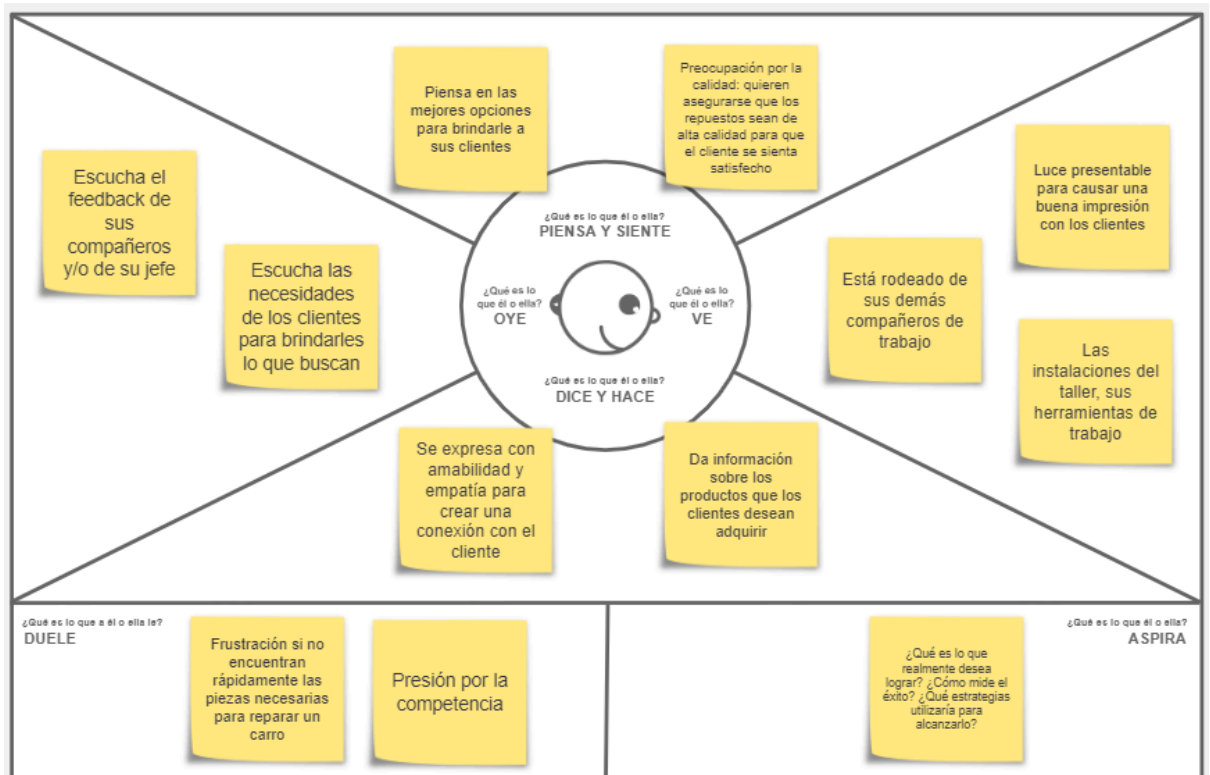 Piensa en las
mejores opciones
para brindarle a
sus clientes
Preocupación por la
calidad: quieren
asegurarse que los
repuestos sean de
alta calidad para que
el cliente se sienta
satisfecho
Escucha el
feedback de
sus
compañeros
y/o de su jefe
Escucha las
necesidades
de los clientes
para brindarles
lo que buscan
¿Qué es lo que él o ella?
PIENSA Y SIENTE
¿Qué es lo
que él o ella?
OYE
¿Qué es lo
que él o ella?
VE
¿Qué es lo que él o ella?
DICE Y HACE
Luce presentable
para causar una
buena impresión
con los clientes
Está rodeado de
sus demás
compañeros de
trabajo
Las
instalaciones del
taller, sus
herramientas de
trabajo
Se expresa con
amabilidad y
empatía para
crear una
conexión con el
cliente
Da información
sobre los
productos que los
clientes desean
adquirir
¿Qué es lo que a él o ella le?
DUELE
Frustración si no
encuentran
rápidamente las
piezas necesarias
para reparar un
carro
Presión por la
competencia
¿Qué es lo que él o ella?
ASPIRA
¿Qué es lo que
realmente desea
lograr? ¿Cómo mide el
éxito? ¿Qué estrategias
utilizaría para
alcanzarlo?